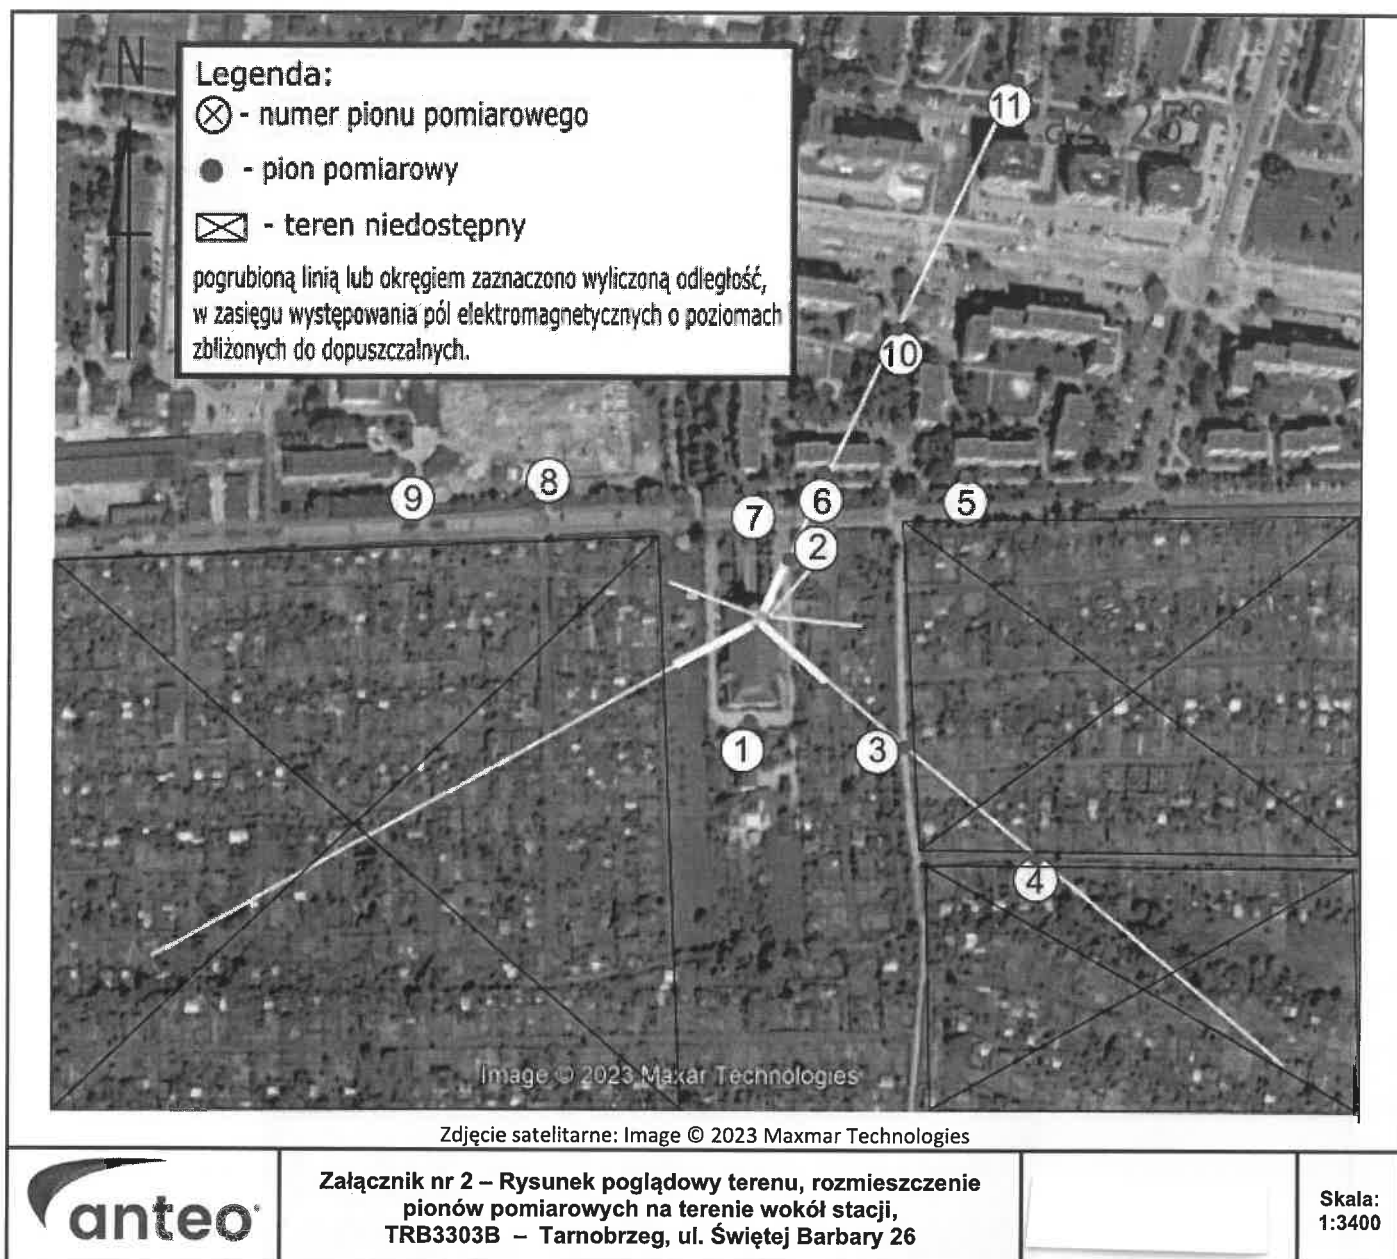 N
Legenda:
- numer pionu pomiarowego
- pion pomiarowy
- teren niedostępny
pogrubioną linią lub okręgiem zaznaczono wyliczoną odległość,
w zasięgu występowania pól elektromagnetycznych o poziomach
zbliżonych do dopuszczalnych.
11
25°
10
9
8
7
6
5
2
1
3
4
Image © 2023 Maxar Technologies
Zdjęcie satelitarne: Image © 2023 Maxmar Technologies
anteo
Załącznik nr 2 – Rysunek poglądowy terenu, rozmieszczenie
pionów pomiarowych na terenie wokół stacji,
TRB3303B – Tarnobrzeg, ul. Świętej Barbary 26
Skala:
1:3400